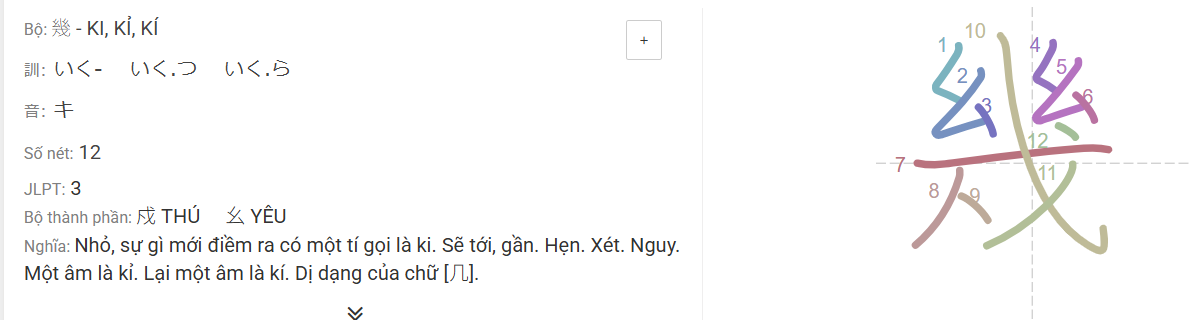 Bộ: 幾 - KI, KỈ, KÍ
+
訓: いく- いく.つ いく.ら
音: キ
Số nét: 12
JLPT: 3
Bộ thành phần: 戍 THÚ 幺 YÊU
Nghĩa: Nhỏ, sự gì mới điềm ra có một tí gọi là ki. Sẽ tới, gần. Hẹn. Xét. Nguy.
Một âm là kỉ. Lại một âm là kí. Dị dạng của chữ [几].
幾
1 2 3 4 5 6 7 8 9 10 11 12